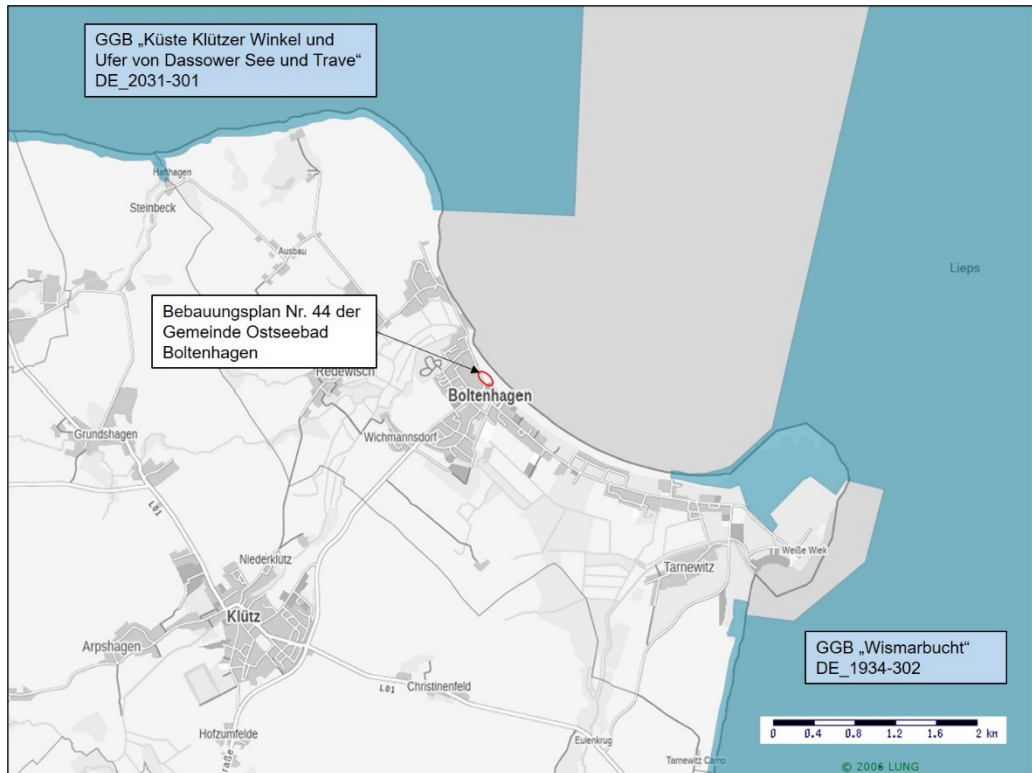 GGB „Küste Klützer Winkel und
Ufer von Dassower See und Trave“
DE_2031-301
Steinbeck
Ausbau
Lieps
Bebauungsplan Nr. 44 der
Gemeinde Ostseebad
Boltenhagen
Redewisch
Boltenhagen
Grundshagen
Wichmannsdorf
L01
Weiße Wiek
Niederklütz
Tarnewitz
Klütz
Arpshagen
GGB „Wismarbucht“
DE_1934-302
L01
Christinenfeld
Hofzumfelde
Eulenkrug
0 0.4 0.8 1.2 1.6 2 km
Tarnewitz Camp
© 2006 LUNG